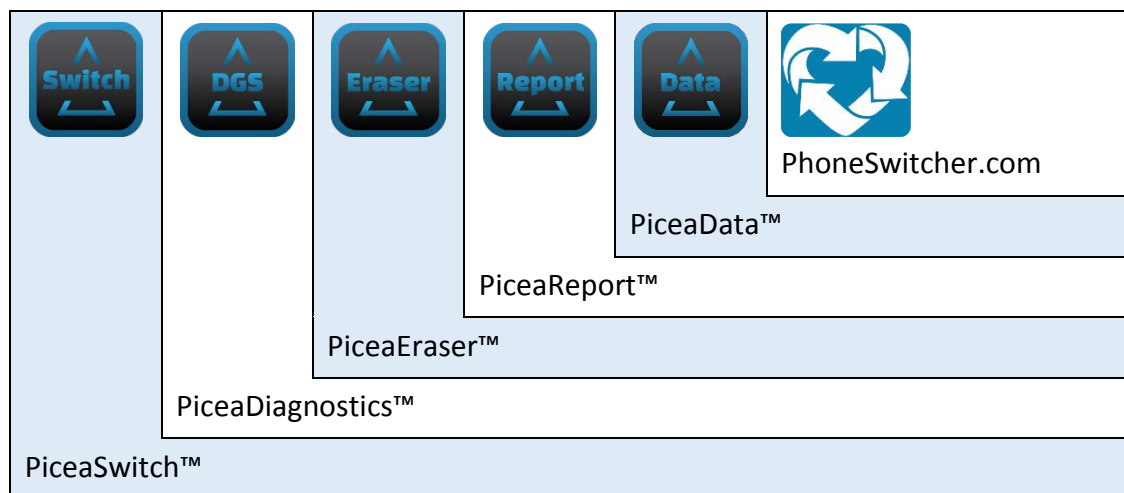 Switch
DGS
Eraser
Report
Data
PhoneSwitcher.com
PiceaData™
PiceaReport™
PiceaEraser™
PiceaDiagnostics™
PiceaSwitch™